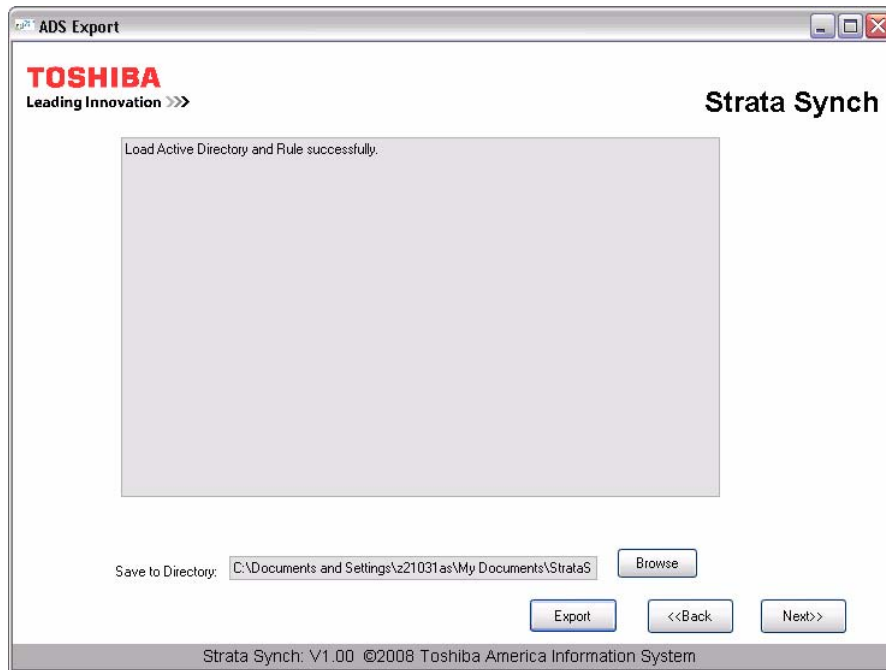 ADS Export
TOSHIBA
Leading Innovation >>>
Strata Synch
Load Active Directory and Rule successfully.
Save to Directory: C:\Documents and Settings\z21031as\My Documents\StrataS Browse
Export <<Back Next>>
Strata Synch: V1.00 ©2008 Toshiba America Information System